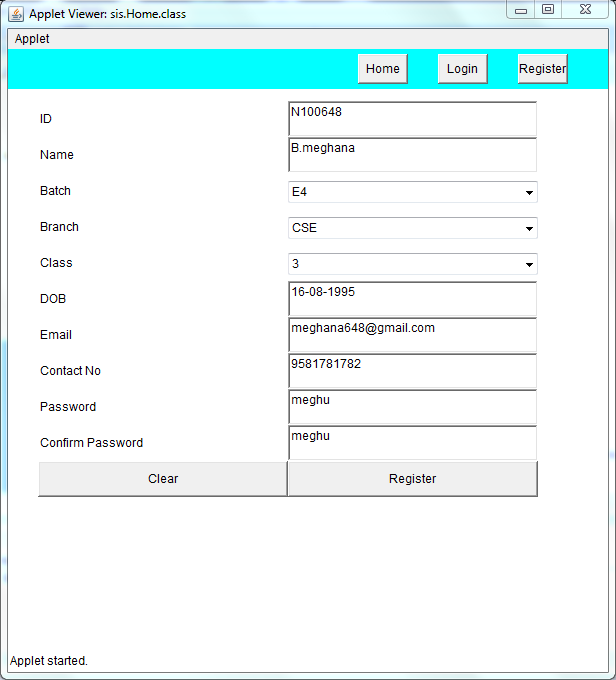 Applet Viewer: sis.Home.class
Applet
Home Login Register
ID N100648
Name B.meghana
Batch E4
Branch CSE
Class 3
DOB 16-08-1995
Email meghana648@gmail.com
Contact No 9581781782
Password meghu
Confirm Password meghu
Clear Register
Applet started.